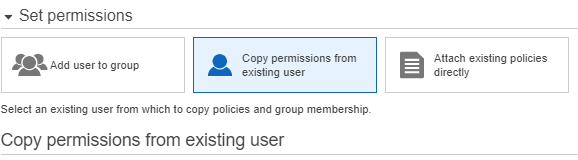 Set permissions
Add user to group
Copy permissions from
existing user
Attach existing policies
directly
Select an existing user from which to copy policies and group membership.
Copy permissions from existing user